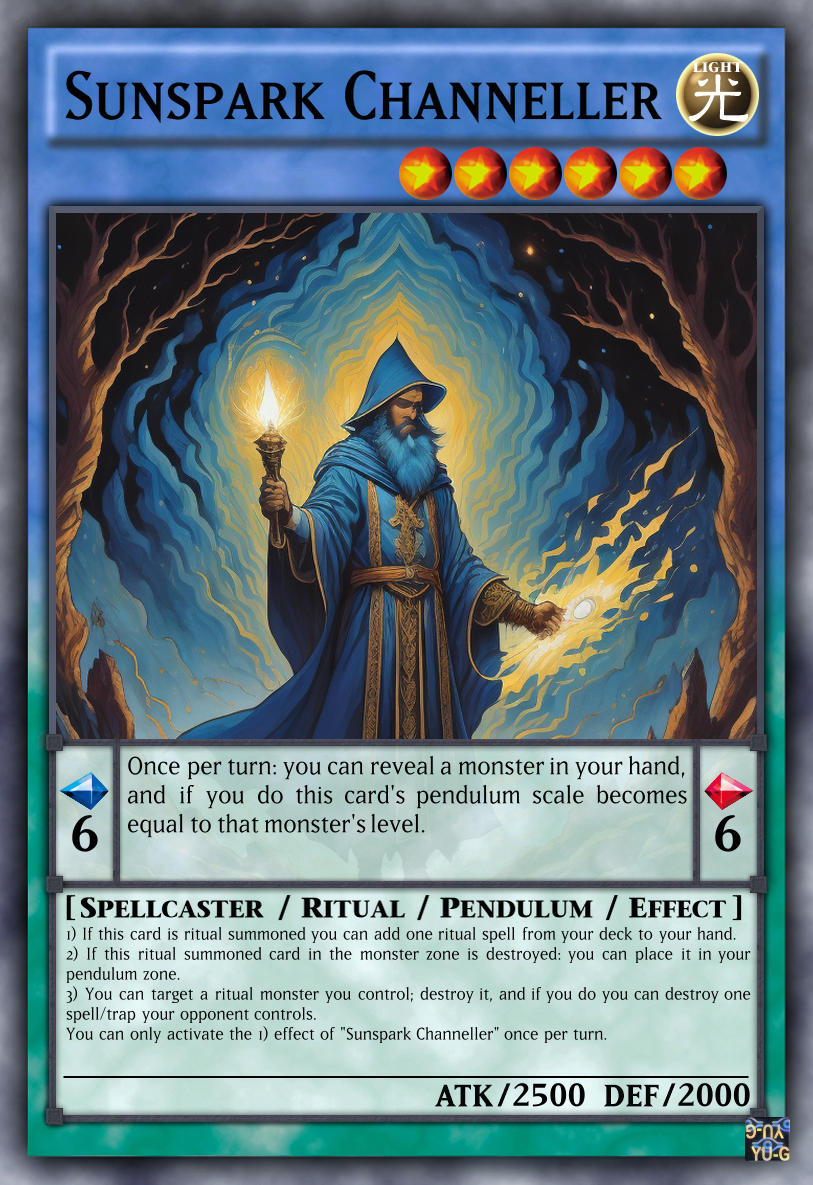 Sunspark Channeller
LIGHT
光
Once per turn: you can reveal a monster in your hand,
and if you do this card's pendulum scale becomes
equal to that monster's level.
6
6
[ Spellcaster / Ritual / Pendulum / Effect ]
1) If this card is ritual summoned you can add one ritual spell from your deck to your hand.
2) If this ritual summoned card in the monster zone is destroyed: you can place it in your
pendulum zone.
3) You can target a ritual monster you control; destroy it, and if you do you can destroy one
spell/trap your opponent controls.
You can only activate the 1) effect of "Sunspark Channeller" once per turn.
ATK/2500 DEF/2000
YU-G
YU-G